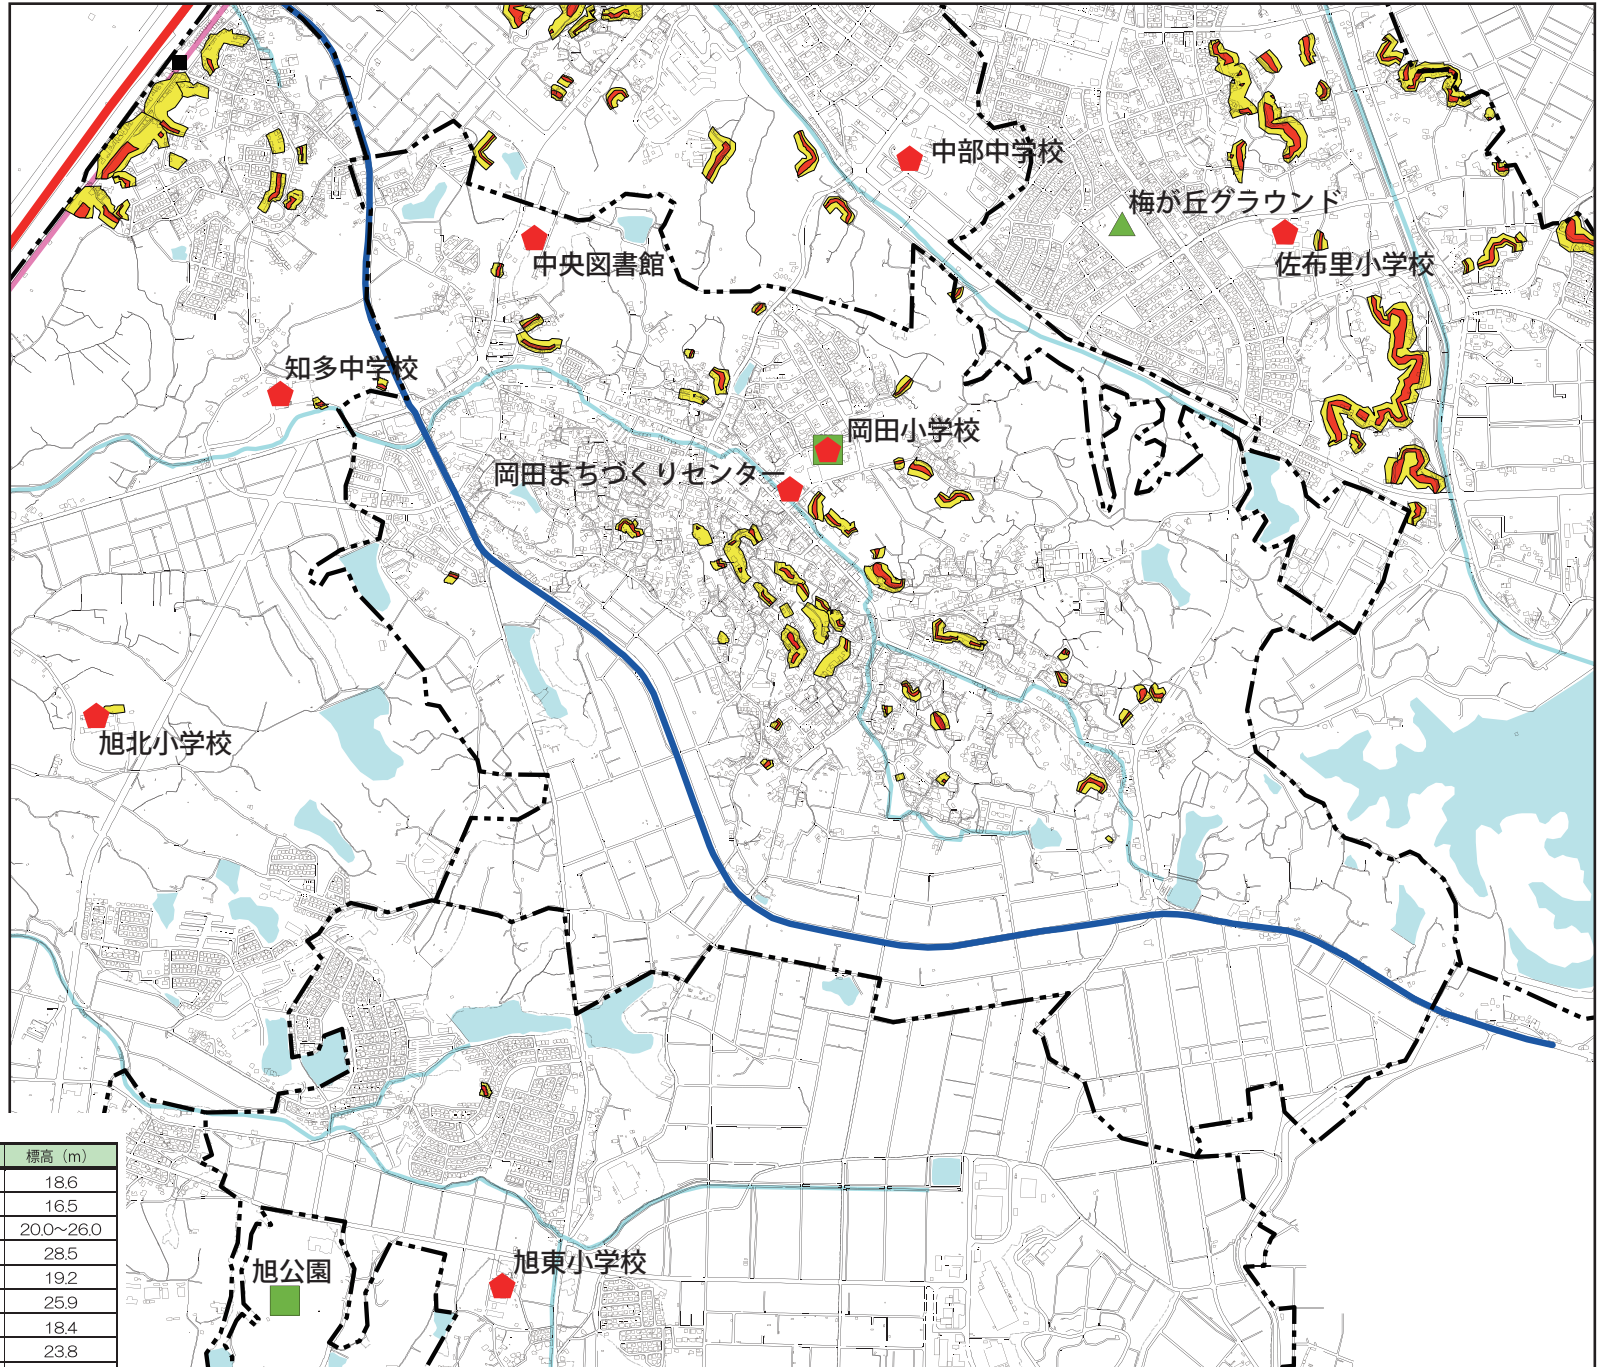 中部中学校
梅が丘グラウンド
佐布里小学校
中央図書館
知多中学校
岡田小学校
岡田まちづくりセンター
旭北小学校
標高（m）
18.6
16.5
20.0～26.0
28.5
19.2
25.9
18.4
23.8
旭公園
旭東小学校